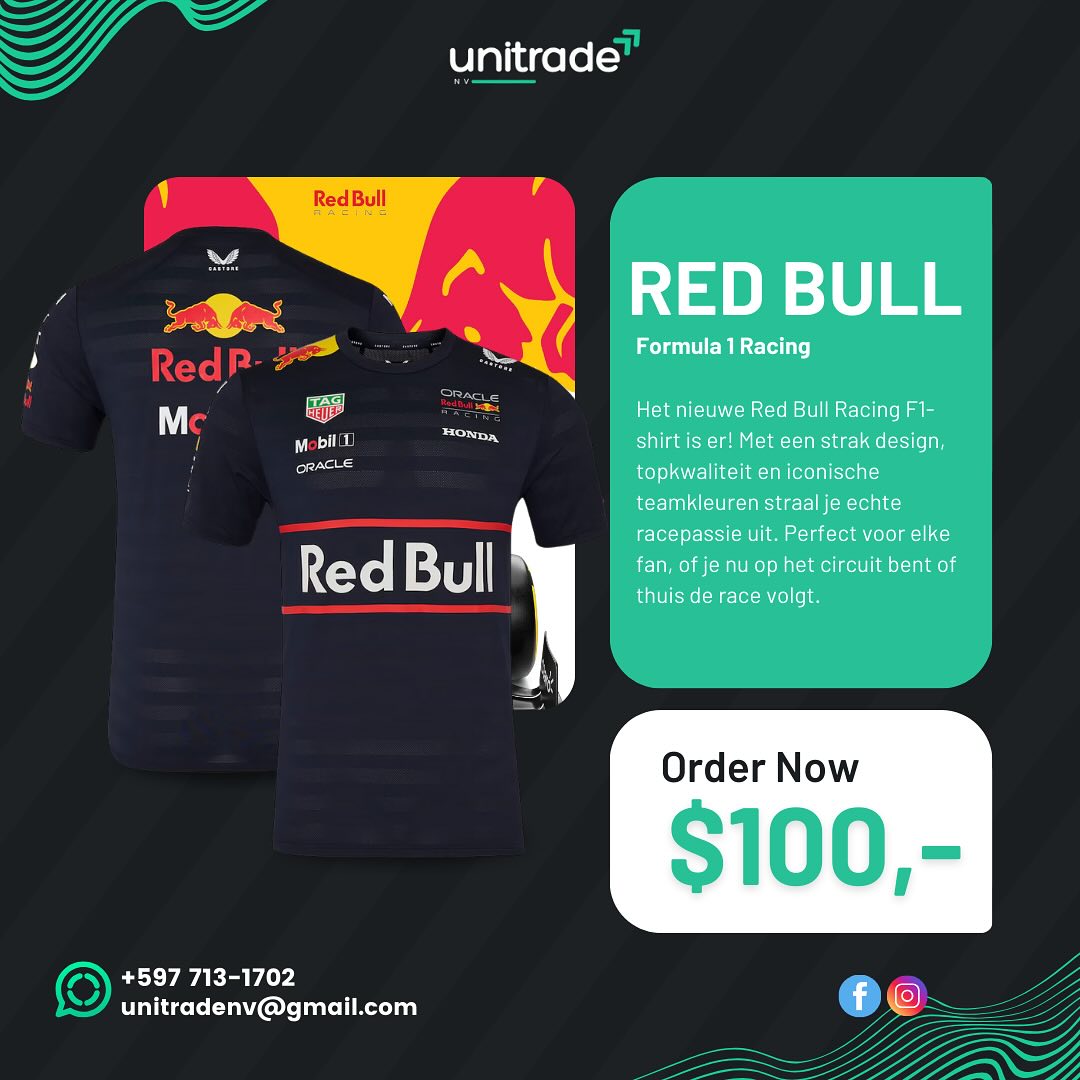 unitrade
NV
Red Bull
RACING
CASTORE
Red Bull
CASTORE
TAG
HEUER
ORACLE
Red Bull
RACING
Mobil 1
HONDA
ORACLE
Red Bull
RED BULL
Formula 1 Racing
Het nieuwe Red Bull Racing F1-
shirt is er! Met een strak design,
topkwaliteit en iconische
teamkleuren straal je echte
racepassie uit. Perfect voor elke
fan, of je nu op het circuit bent of
thuis de race volgt.
Order Now
$100,-
+597 713-1702
unitradenv@gmail.com